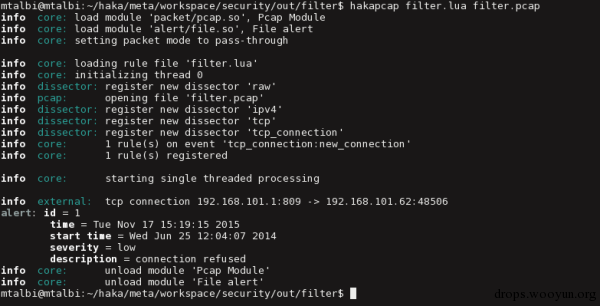 mtalbi@mtalbi:~/haka/meta/workspace/security/out/filter$ hakapcap filter.lua filter.pcap
info core: load module 'packet/pcap.so', Pcap Module
info core: load module 'alert/file.so', File alert
info core: setting packet mode to pass-through
info core: loading rule file 'filter.lua'
info core: initializing thread 0
info dissector: register new dissector 'raw'
info pcap: opening file 'filter.pcap'
info dissector: register new dissector 'ipv4'
info dissector: register new dissector 'tcp'
info dissector: register new dissector 'tcp_connection'
info core: 1 rule(s) on event 'tcp_connection:new_connection'
info core: 1 rule(s) registered
info core: starting single threaded processing
info external: tcp connection 192.168.101.1:809 -> 192.168.101.62:48506
alert: id = 1
time = Tue Nov 17 15:19:15 2015
start time = Wed Jun 25 12:04:07 2014
severity = low
description = connection refused
info core: unload module 'Pcap Module'
info core: unload module 'File alert'
mtalbi@mtalbi:~/haka/meta/workspace/security/out/filter$
drops.wooyun.org